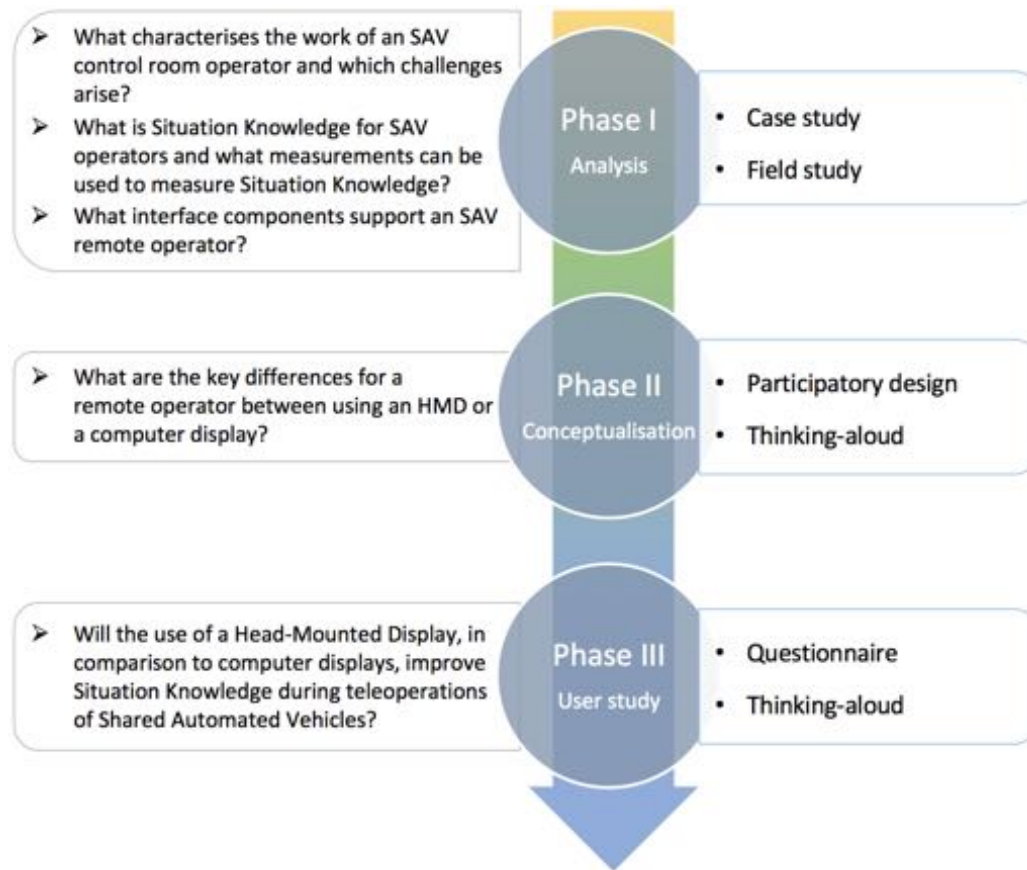 ➢ What characterises the work of an SAV
control room operator and which challenges
arise?
➢ What is Situation Knowledge for SAV
operators and what measurements can be
used to measure Situation Knowledge?
➢ What interface components support an SAV
remote operator?
Phase I
Analysis
• Case study
• Field study
➢ What are the key differences for a
remote operator between using an HMD or
a computer display?
Phase II
Conceptualisation
• Participatory design
• Thinking-aloud
➢ Will the use of a Head-Mounted Display, in
comparison to computer displays, improve
Situation Knowledge during teleoperations
of Shared Automated Vehicles?
Phase III
User study
• Questionnaire
• Thinking-aloud